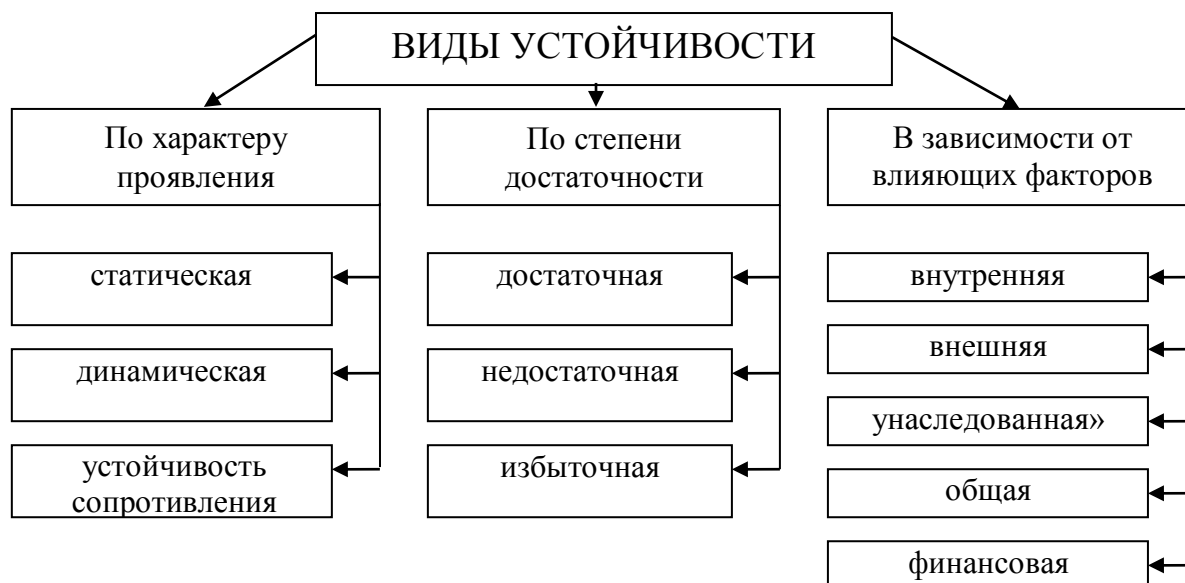 ВИДЫ УСТОЙЧИВОСТИ
По характеру
проявления
статическая
динамическая
устойчивость
сопротивления
По степени
достаточности
достаточная
недостаточная
избыточная
В зависимости от
влияющих факторов
внутренняя
внешняя
унаследованная»
общая
финансовая